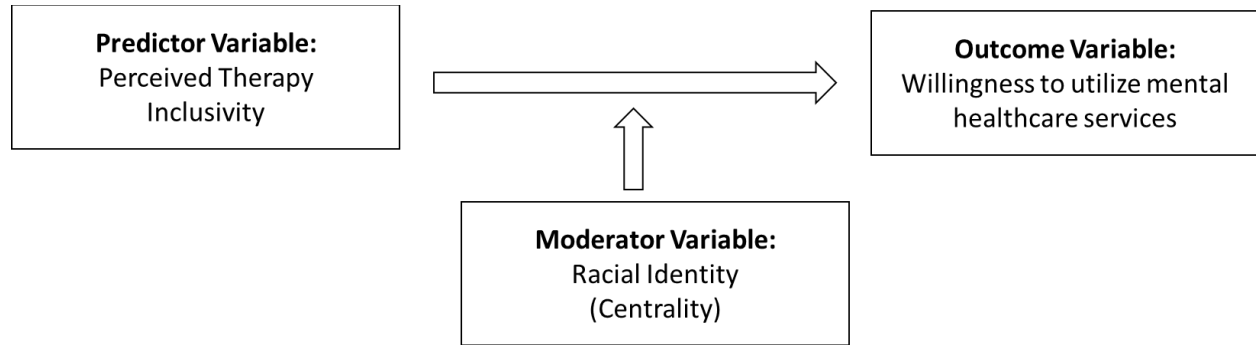 Predictor Variable:
Perceived Therapy
Inclusivity
Outcome Variable:
Willingness to utilize mental
healthcare services
Moderator Variable:
Racial Identity
(Centrality)